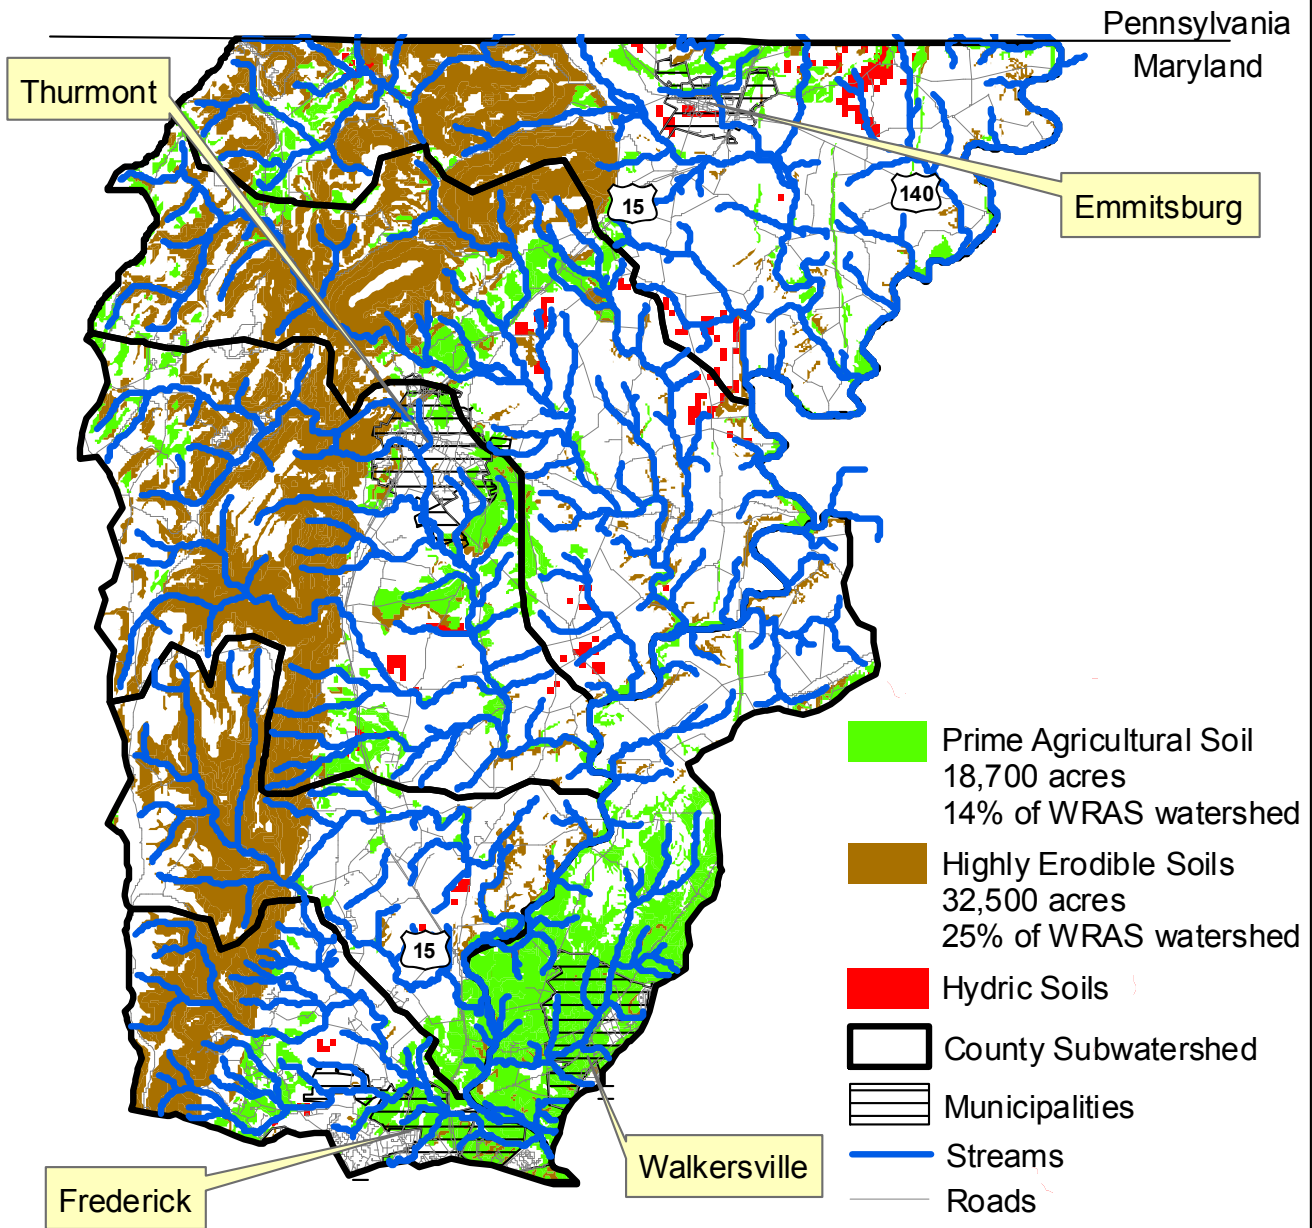 Pennsylvania
Maryland
Thurmont
Emmitsburg
15
140
Prime Agricultural Soil
18,700 acres
14% of WRAS watershed
Highly Erodible Soils
32,500 acres
25% of WRAS watershed
15
Hydric Soils
County Subwatershed
Municipalities
Streams
Roads
Walkersville
Frederick